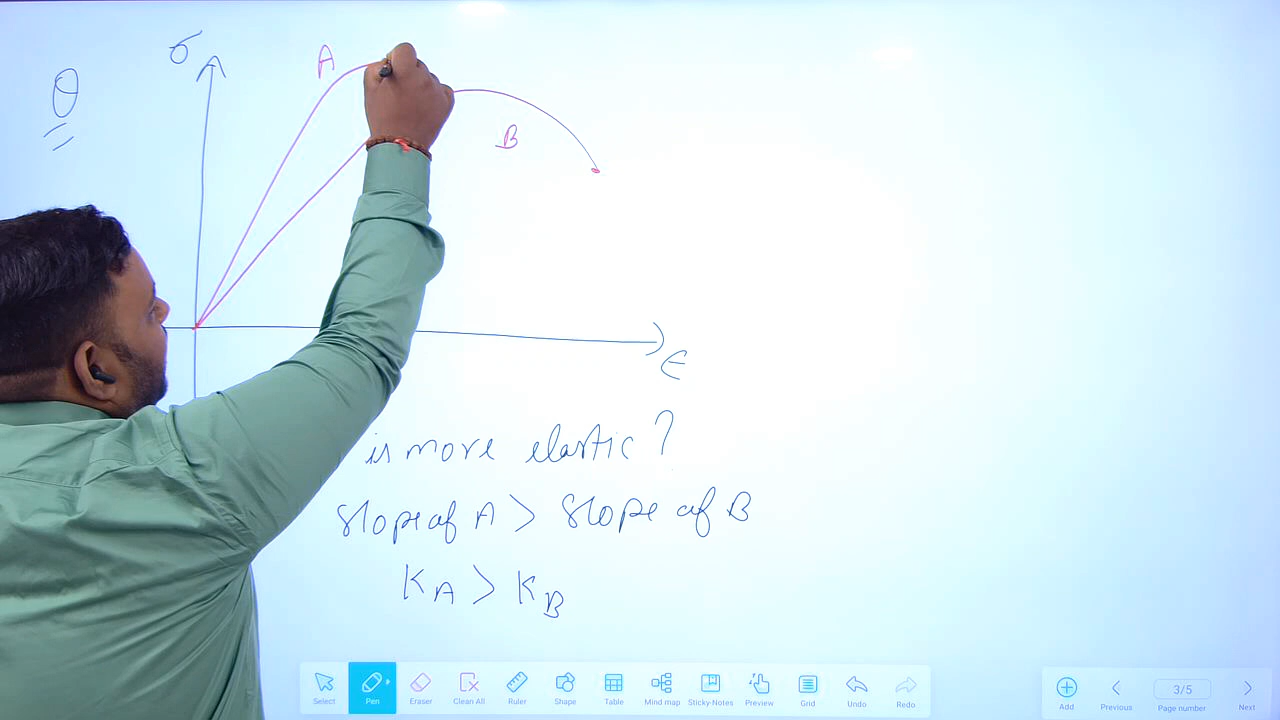 σ
A
Q
B
ϵ
is more elastic?
slope of A > slope of B
K_A > K_B
Select
Pen
Eraser
Clean All
Ruler
Shape
Table
Mind map
Sticky-Notes
Preview
Grid
Undo
Redo
Add
Previous
3/5
Page number
Next